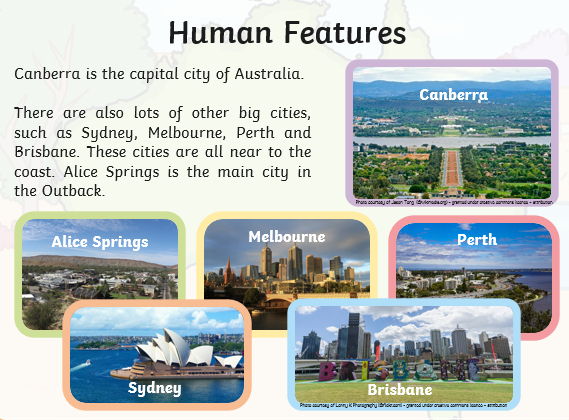 Human Features
Canberra is the capital city of Australia.
There are also lots of other big cities,
such as Sydney, Melbourne, Perth and
Brisbane. These cities are all near to the
coast. Alice Springs is the main city in
the Outback.
Canberra
Photo courtesy of Jason Tong (@wikimedia.org) - granted under creative commons licence - attribution
Alice Springs
Melbourne
Perth
Sydney
BRISBANE
Brisbane
Photo courtesy of Lenny K Photography (@flickr.com) - granted under creative commons licence - attribution